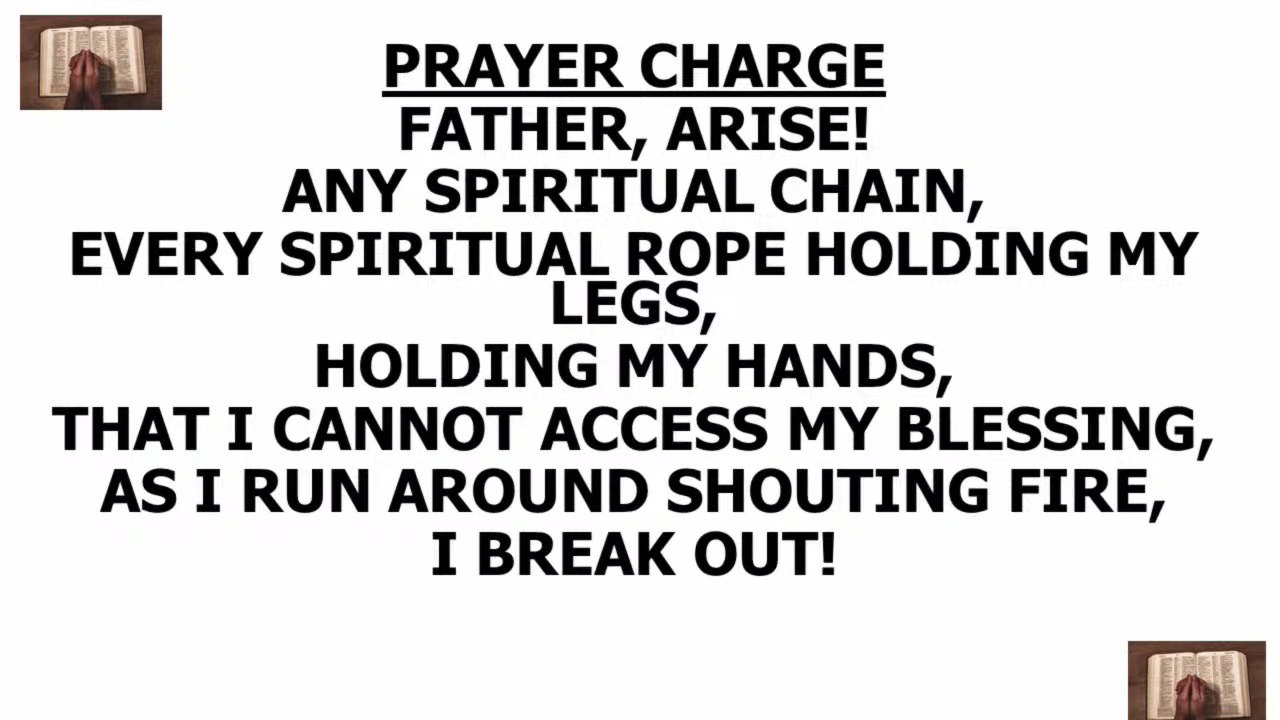 PRAYER CHARGE
FATHER, ARISE!
ANY SPIRITUAL CHAIN,
EVERY SPIRITUAL ROPE HOLDING MY
LEGS,
HOLDING MY HANDS,
THAT I CANNOT ACCESS MY BLESSING,
AS I RUN AROUND SHOUTING FIRE,
I BREAK OUT!